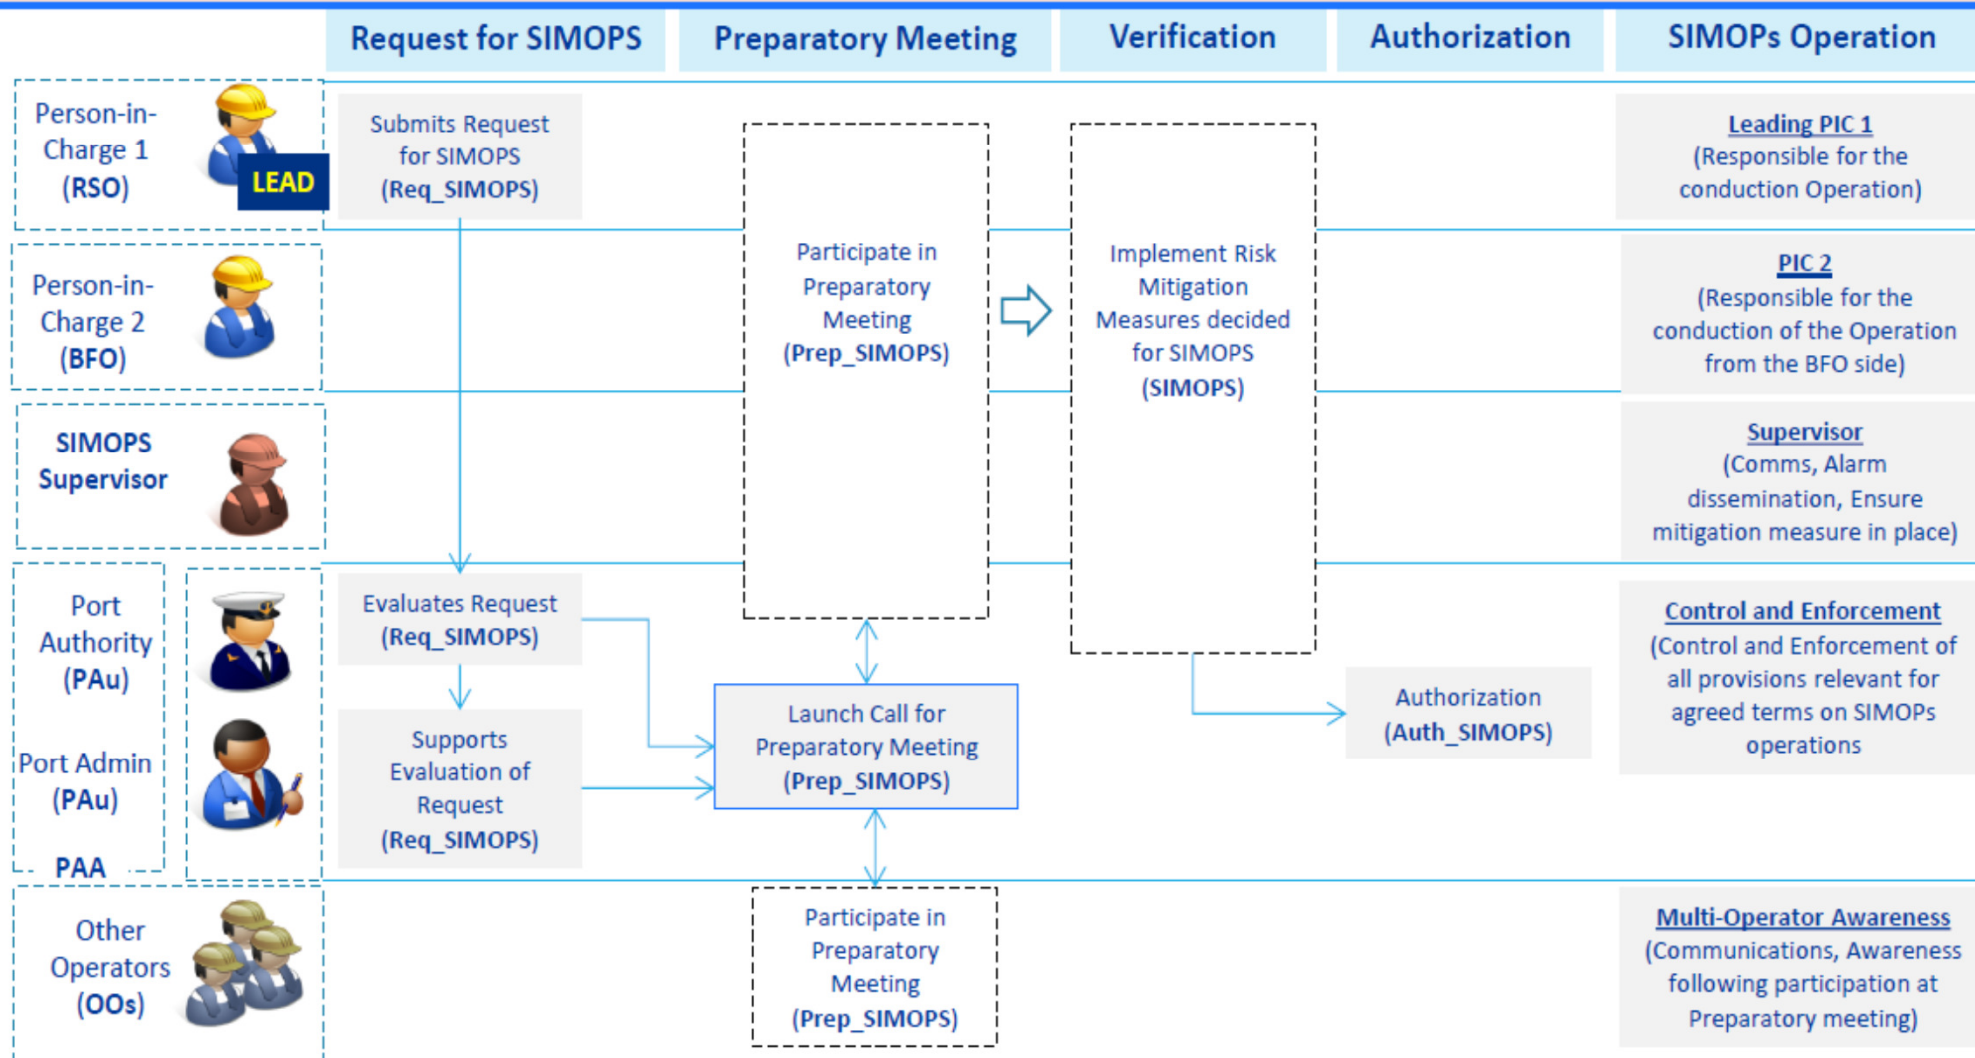 Request for SIMOPS
Preparatory Meeting
Verification
Authorization
SIMOPs Operation
Person-in-
Charge 1
(RSO)
LEAD
Submits Request
for SIMOPS
(Req_SIMOPS)
Leading PIC 1
(Responsible for the
conduction Operation)
Person-in-
Charge 2
(BFO)
Participate in
Preparatory
Meeting
(Prep_SIMOPS)
Implement Risk
Mitigation
Measures decided
for SIMOPS
(SIMOPS)
PIC 2
(Responsible for the
conduction of the Operation
from the BFO side)
SIMOPS
Supervisor
Supervisor
(Comms, Alarm
dissemination, Ensure
mitigation measure in place)
Port
Authority
(PAu)
Port Admin
(PAu)
PAA
Evaluates Request
(Req_SIMOPS)
Supports
Evaluation of
Request
(Req_SIMOPS)
Launch Call for
Preparatory Meeting
(Prep_SIMOPS)
Authorization
(Auth_SIMOPS)
Control and Enforcement
(Control and Enforcement of
all provisions relevant for
agreed terms on SIMOPs
operations
Other
Operators
(OOs)
Participate in
Preparatory
Meeting
(Prep_SIMOPS)
Multi-Operator Awareness
(Communications, Awareness
following participation at
Preparatory meeting)